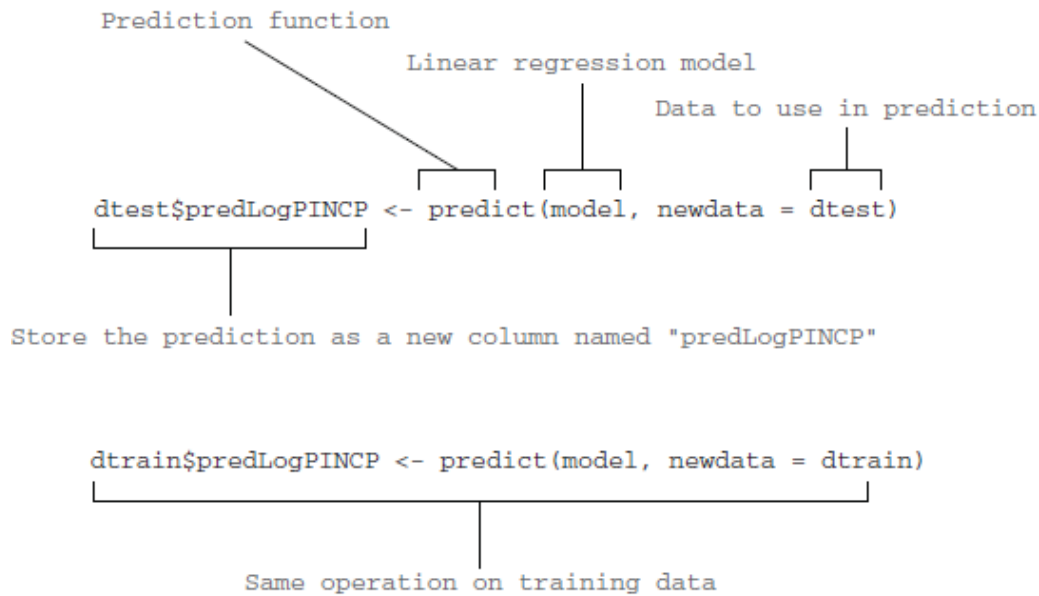 Prediction function
Linear regression model
Data to use in prediction
dtest$predLogPINCP <- predict(model, newdata = dtest)
Store the prediction as a new column named "predLogPINCP"
dtrain$predLogPINCP <- predict(model, newdata = dtrain)
Same operation on training data